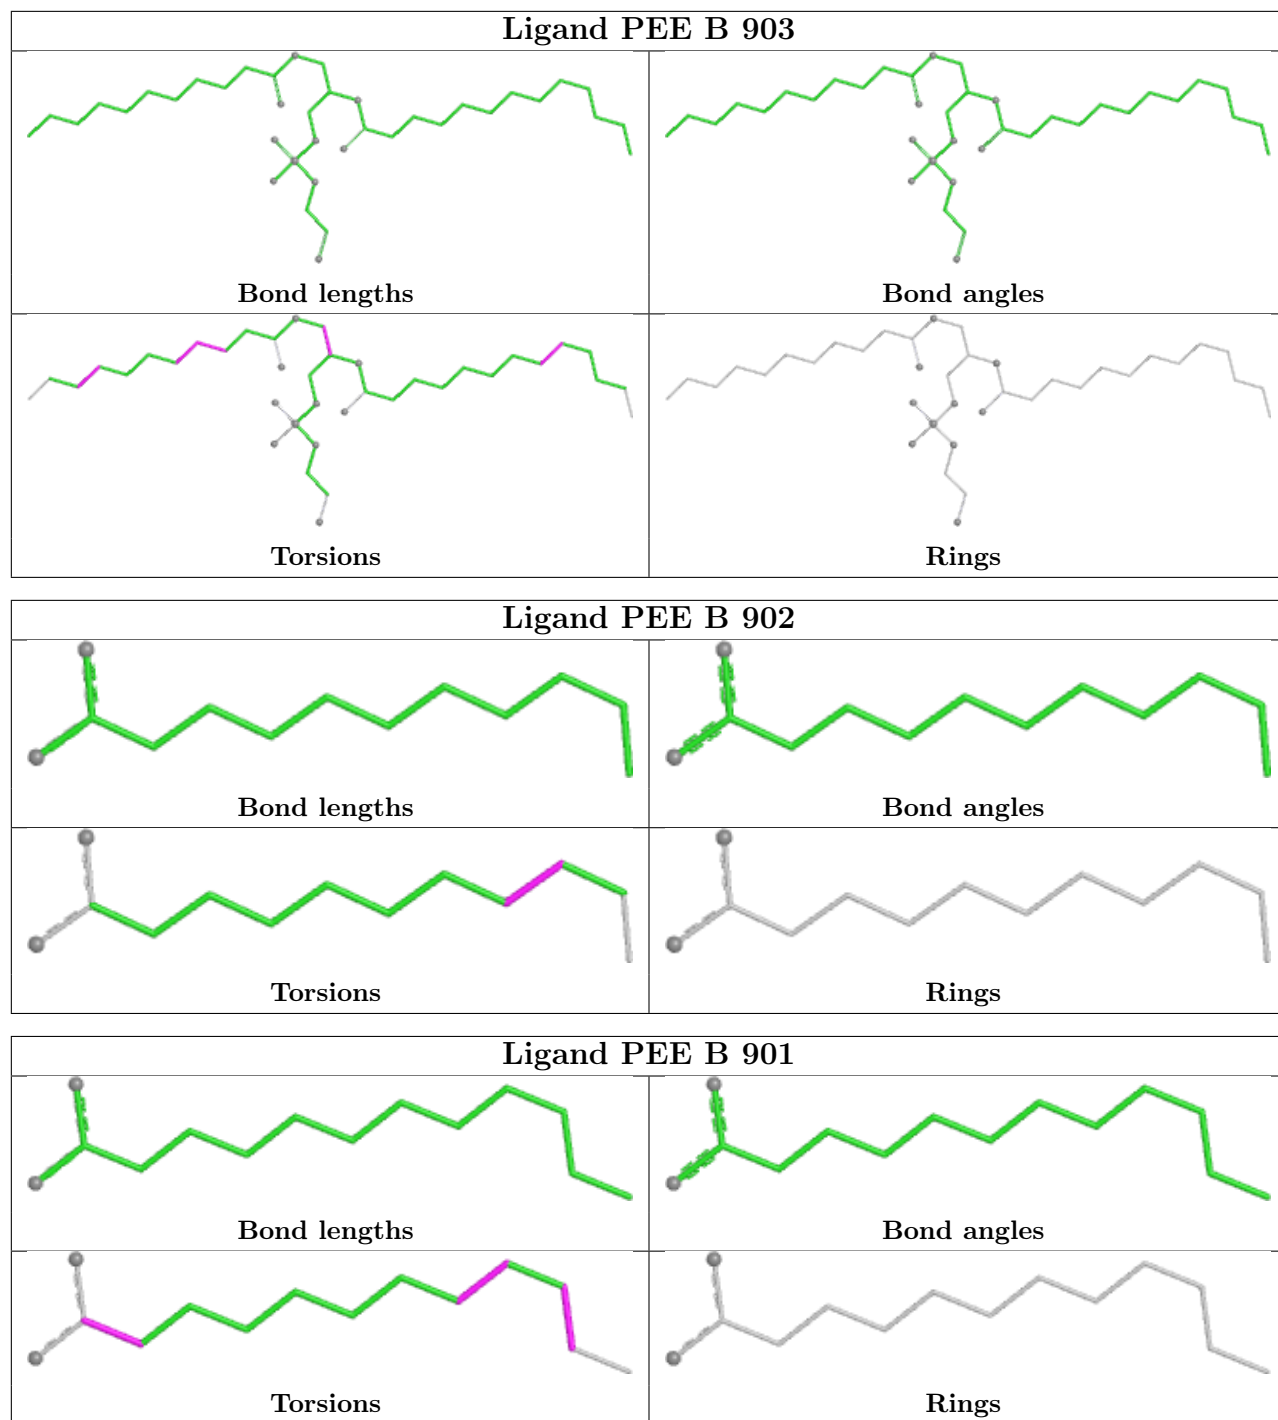 Ligand PEE B 903
Bond lengths
Bond angles
Torsions
Rings
Ligand PEE B 902
Bond lengths
Bond angles
Torsions
Rings
Ligand PEE B 901
Bond lengths
Bond angles
Torsions
Rings